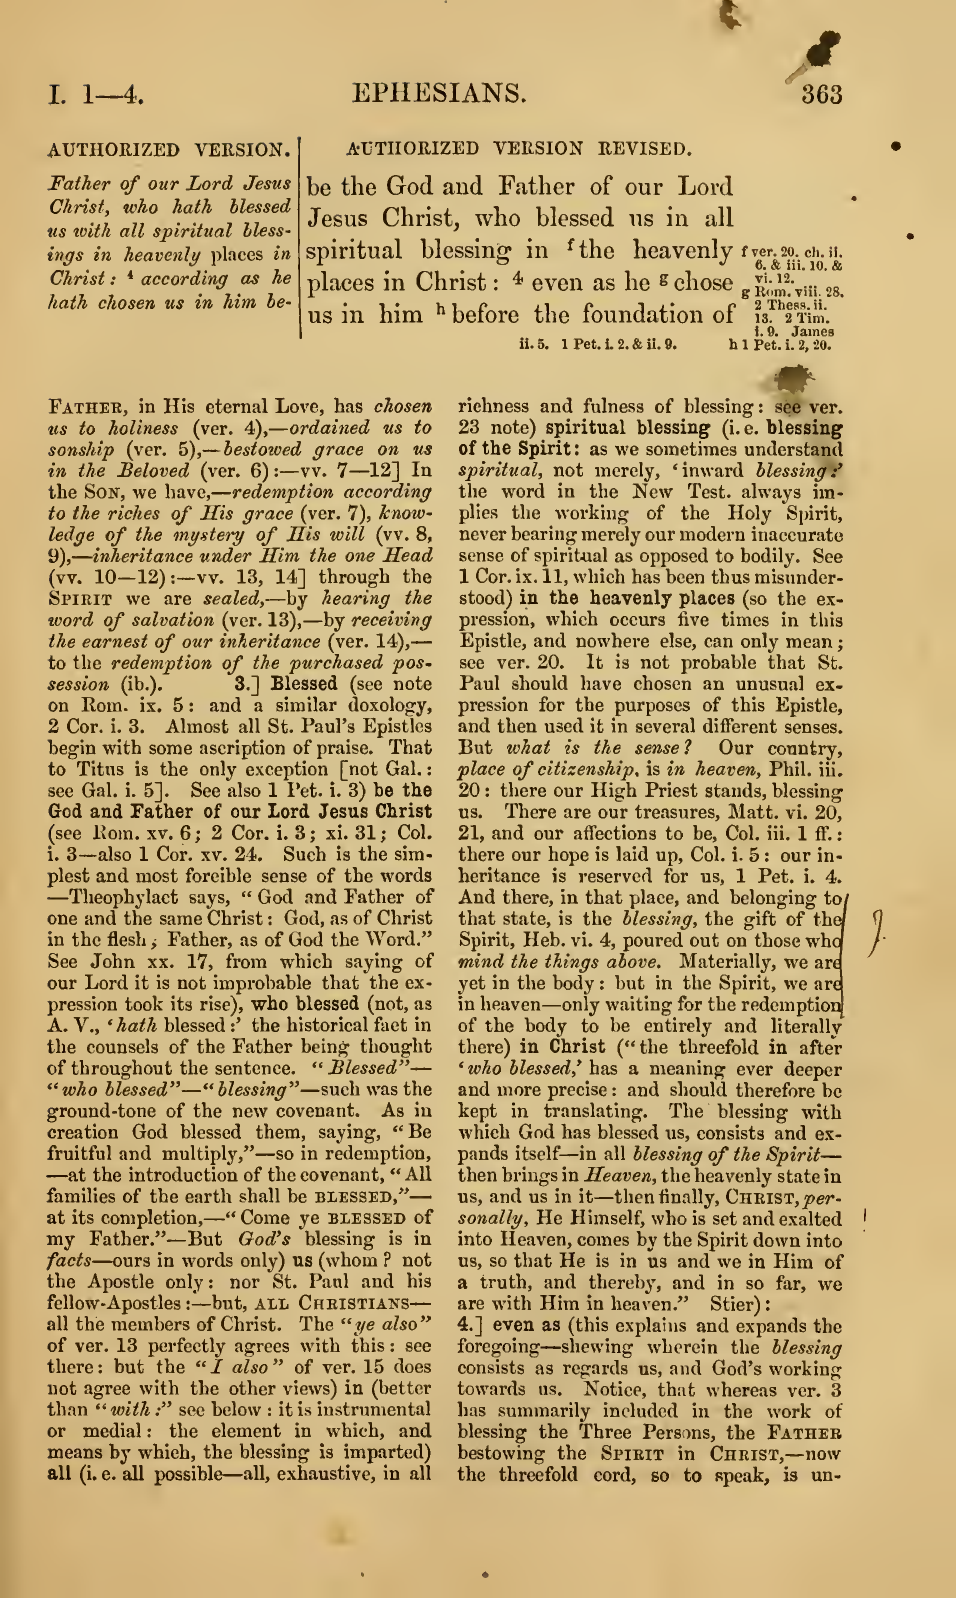 I. 1—4.
EPHESIANS.
363
AUTHORIZED VERSION.
Father of our Lord Jesus
Christ, who hath blessed
us with all spiritual bless-
ings in heavenly places in
Christ : ⁴ according as he
hath chosen us in him be-
AUTHORIZED VERSION REVISED.
be the God and Father of our Lord
Jesus Christ, who blessed us in all
spiritual blessing in ᶠ the heavenly
places in Christ : ⁴ even as he ᵍ chose
us in him ʰ before the foundation of
f ver. 20. ch. ii.
6. & iii. 10. &
vi. 12.
g Rom. viii. 28.
2 Thess. ii.
13. 2 Tim.
i. 9. James
ii. 5. 1 Pet. i. 2. & ii. 9.
h 1 Pet. i. 2, 20.
FATHER, in His eternal Love, has chosen
us to holiness (ver. 4),—ordained us to
sonship (ver. 5),—bestowed grace on us
in the Beloved (ver. 6) :—vv. 7—12] In
the SON, we have,—redemption according
to the riches of His grace (ver. 7), know-
ledge of the mystery of His will (vv. 8,
9),—inheritance under Him the one Head
(vv. 10—12) :—vv. 13, 14] through the
SPIRIT we are sealed,—by hearing the
word of salvation (ver. 13),—by receiving
the earnest of our inheritance (ver. 14),—
to the redemption of the purchased pos-
session (ib.). 3.] Blessed (see note
on Rom. ix. 5 : and a similar doxology,
2 Cor. i. 3. Almost all St. Paul's Epistles
begin with some ascription of praise. That
to Titus is the only exception [not Gal. :
see Gal. i. 5]. See also 1 Pet. i. 3) be the
God and Father of our Lord Jesus Christ
(see Rom. xv. 6 ; 2 Cor. i. 3 ; xi. 31 ; Col.
i. 3—also 1 Cor. xv. 24. Such is the sim-
plest and most forcible sense of the words
—Theophylact says, “ God and Father of
one and the same Christ : God, as of Christ
in the flesh ; Father, as of God the Word.”
See John xx. 17, from which saying of
our Lord it is not improbable that the ex-
pression took its rise), who blessed (not, as
A. V., ‘hath blessed :’ the historical fact in
the counsels of the Father being thought
of throughout the sentence. “ Blessed”—
“ who blessed”—“ blessing”—such was the
ground-tone of the new covenant. As in
creation God blessed them, saying, “ Be
fruitful and multiply,”—so in redemption,
—at the introduction of the covenant, “ All
families of the earth shall be BLESSED,”—
at its completion,—“ Come ye BLESSED of
my Father.”—But God's blessing is in
facts—ours in words only) us (whom ? not
the Apostle only : nor St. Paul and his
fellow-Apostles :—but, ALL CHRISTIANS—
all the members of Christ. The “ye also”
of ver. 13 perfectly agrees with this : see
there : but the “I also” of ver. 15 does
not agree with the other views) in (better
than “with :” see below : it is instrumental
or medial : the element in which, and
means by which, the blessing is imparted)
all (i. e. all possible—all, exhaustive, in all
richness and fulness of blessing : see ver.
23 note) spiritual blessing (i. e. blessing
of the Spirit: as we sometimes understand
spiritual, not merely, ‘inward blessing :’
the word in the New Test. always im-
plies the working of the Holy Spirit,
never bearing merely our modern inaccurate
sense of spiritual as opposed to bodily. See
1 Cor. ix. 11, which has been thus misunder-
stood) in the heavenly places (so the ex-
pression, which occurs five times in this
Epistle, and nowhere else, can only mean ;
see ver. 20. It is not probable that St.
Paul should have chosen an unusual ex-
pression for the purposes of this Epistle,
and then used it in several different senses.
But what is the sense ? Our country,
place of citizenship, is in heaven, Phil. iii.
20 : there our High Priest stands, blessing
us. There are our treasures, Matt. vi. 20,
21, and our affections to be, Col. iii. 1 ff. :
there our hope is laid up, Col. i. 5 : our in-
heritance is reserved for us, 1 Pet. i. 4.
And there, in that place, and belonging to
that state, is the blessing, the gift of the
Spirit, Heb. vi. 4, poured out on those who
mind the things above. Materially, we are
yet in the body : but in the Spirit, we are
in heaven—only waiting for the redemption
of the body to be entirely and literally
there) in Christ (“the threefold in after
‘who blessed,’ has a meaning ever deeper
and more precise : and should therefore be
kept in translating. The blessing with
which God has blessed us, consists and ex-
pands itself—in all blessing of the Spirit—
then brings in Heaven, the heavenly state in
us, and us in it—then finally, CHRIST, per-
sonally, He Himself, who is set and exalted
into Heaven, comes by the Spirit down into
us, so that He is in us and we in Him of
a truth, and thereby, and in so far, we
are with Him in heaven.” Stier) :
4.] even as (this explains and expands the
foregoing—shewing wherein the blessing
consists as regards us, and God's working
towards us. Notice, that whereas ver. 3
has summarily included in the work of
blessing the Three Persons, the FATHER
bestowing the SPIRIT in CHRIST,—now
the threefold cord, so to speak, is un-